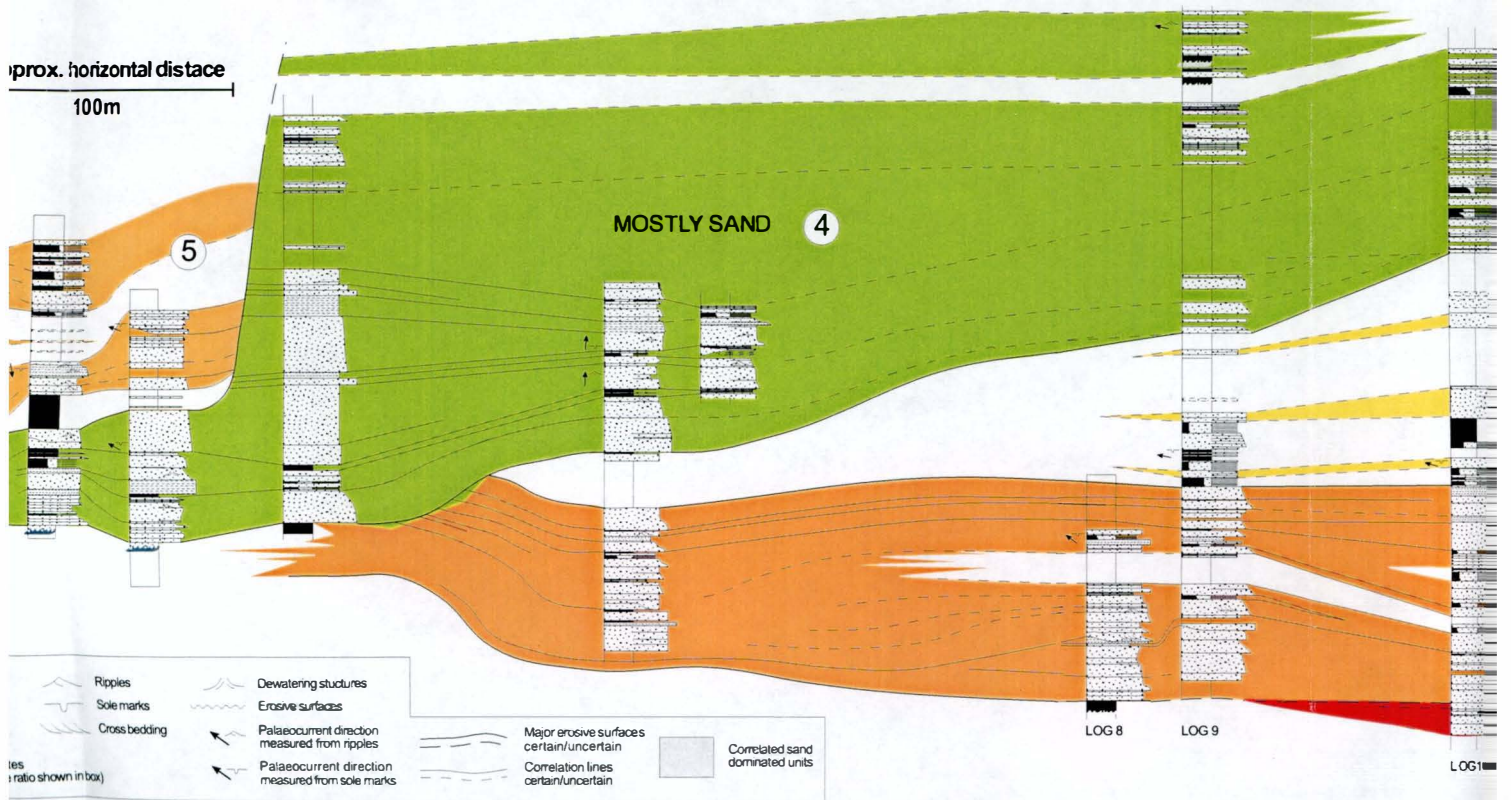 pprox. horizontal distace
100m
5
MOSTLY SAND
4
Ripples
Sole marks
Cross bedding
Dewatering stuctures
Erosive surfaces
Palaeocurrent direction
measured from ripples
Palaeocurrent direction
measured from sole marks
Major erosive surfaces
certain/uncertain
Correlation lines
certain/uncertain
Correlated sand
dominated units
tes
ratio shown in box)
LOG 8
LOG 9
LOG1